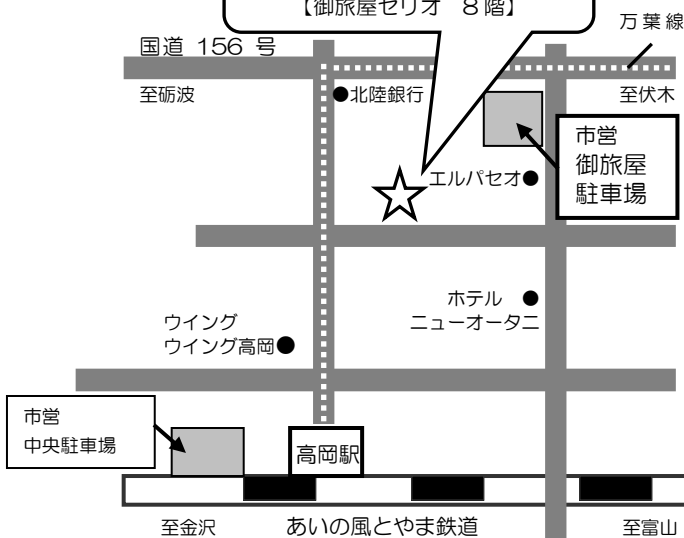 【御旅屋セリオ 8階】
万葉線
国道 156 号
至砺波
●北陸銀行
至伏木
市営
御旅屋
駐車場
エルパセオ●
ホテル ●
ニューオータニ
ウイング
ウイング高岡●
市営
中央駐車場
高岡駅
至金沢
あいの風とやま鉄道
至富山